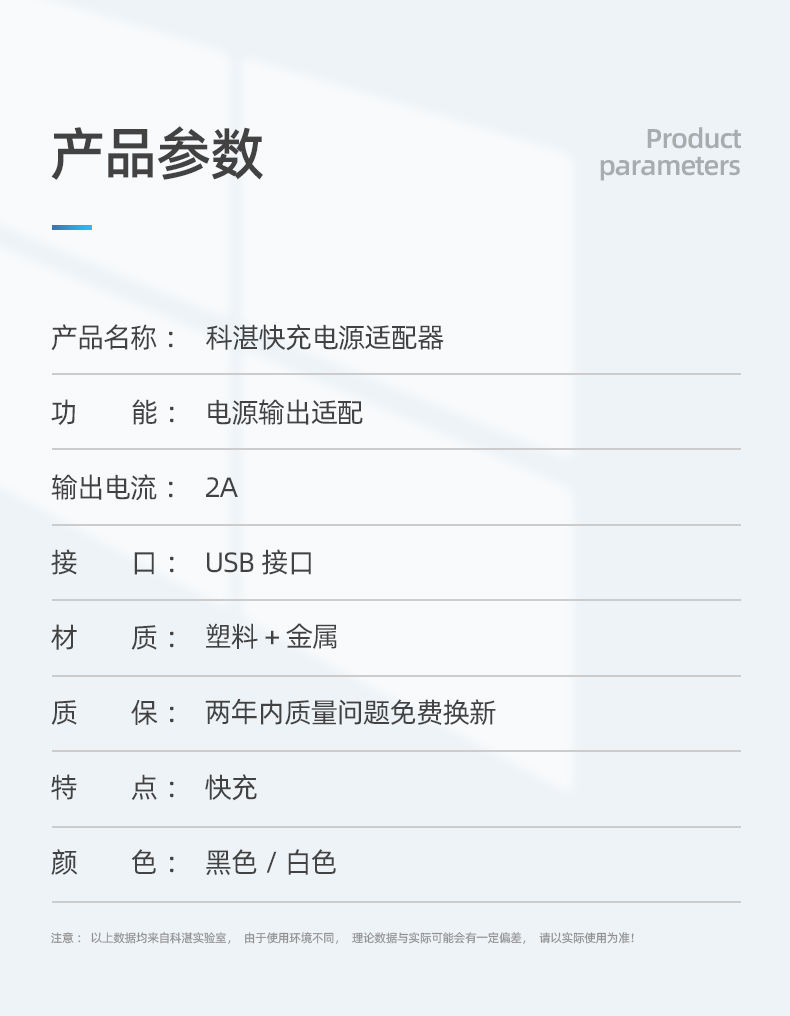 产品参数
Product
parameters
产品名称： 科湛快充电源适配器
功 能： 电源输出适配
输出电流： 2A
接 口： USB 接口
材 质： 塑料 + 金属
质 保： 两年内质量问题免费换新
特 点： 快充
颜 色： 黑色 / 白色
注意： 以上数据均来自科湛实验室， 由于使用环境不同， 理论数据与实际可能会有一定偏差， 请以实际使用为准！